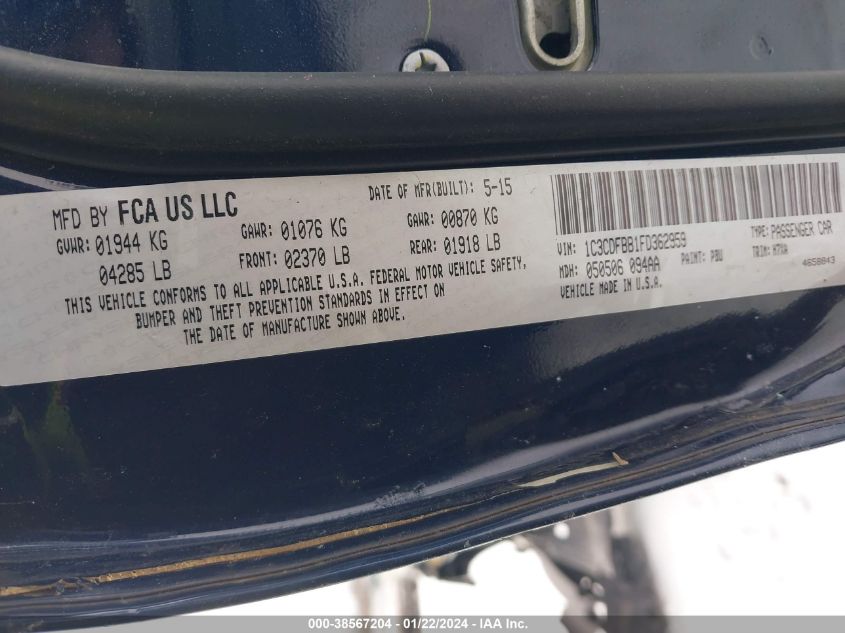 MFD BY FCA US LLC
DATE OF MFR(BUILT): 5-15
GVWR: 01944 KG
GAWR: 01076 KG
GAWR: 00870 KG
04285 LB
FRONT: 02370 LB
REAR: 01918 LB
THIS VEHICLE CONFORMS TO ALL APPLICABLE U.S.A. FEDERAL MOTOR VEHICLE SAFETY,
BUMPER AND THEFT PREVENTION STANDARDS IN EFFECT ON
THE DATE OF MANUFACTURE SHOWN ABOVE.
VIN: 1C3CDFBB1FD362959
TYPE: PASSENGER CAR
MDH: 050506 094AA
PAINT: PBU
TRIM: H7XA
VEHICLE MADE IN U.S.A.
4658843
000-38567204 - 01/22/2024 - IAA Inc.